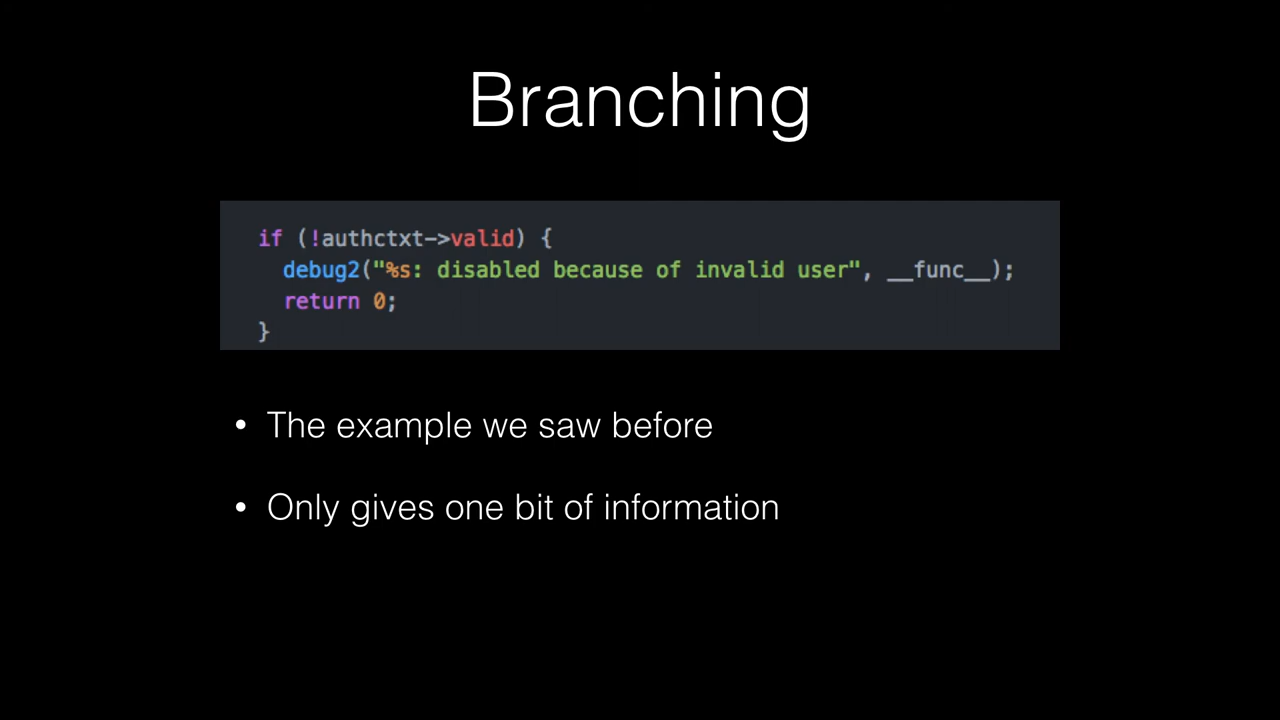 Branching
if (!authctxt->valid) {
debug2("%s: disabled because of invalid user", __func__);
return 0;
}
• The example we saw before
• Only gives one bit of information